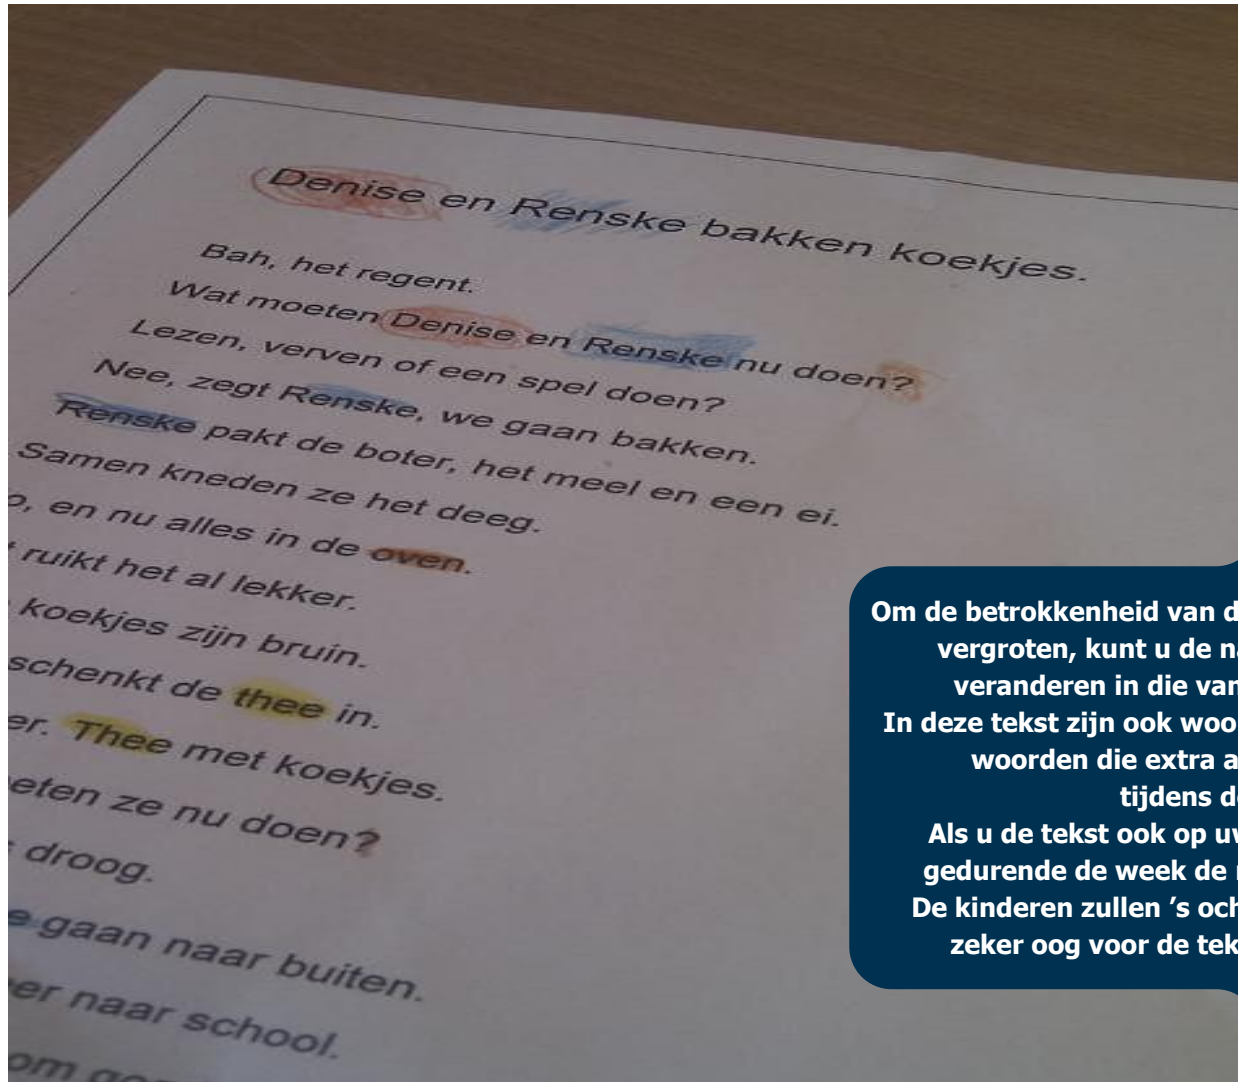 Denise en Renske bakken koekjes.
Bah, het regent.
Wat moeten Denise en Renske nu doen?
Lezen, verven of een spel doen?
Nee, zegt Renske, we gaan bakken.
Renske pakt de boter, het meel en een ei.
Samen kneden ze het deeg.
en nu alles in de oven.
ruikt het al lekker.
koekjes zijn bruin.
schenkt de thee in.
Thee met koekjes.
ze nu doen?
droog.
gaan naar buiten.
naar school.
Om de betrokkenheid van
vergroten, kunt u de
veranderen in die
In deze tekst zijn ook
woorden die extra
tijdens
Als u de tekst ook op
gedurende de week de
De kinderen zullen ’s
zeker oog voor de